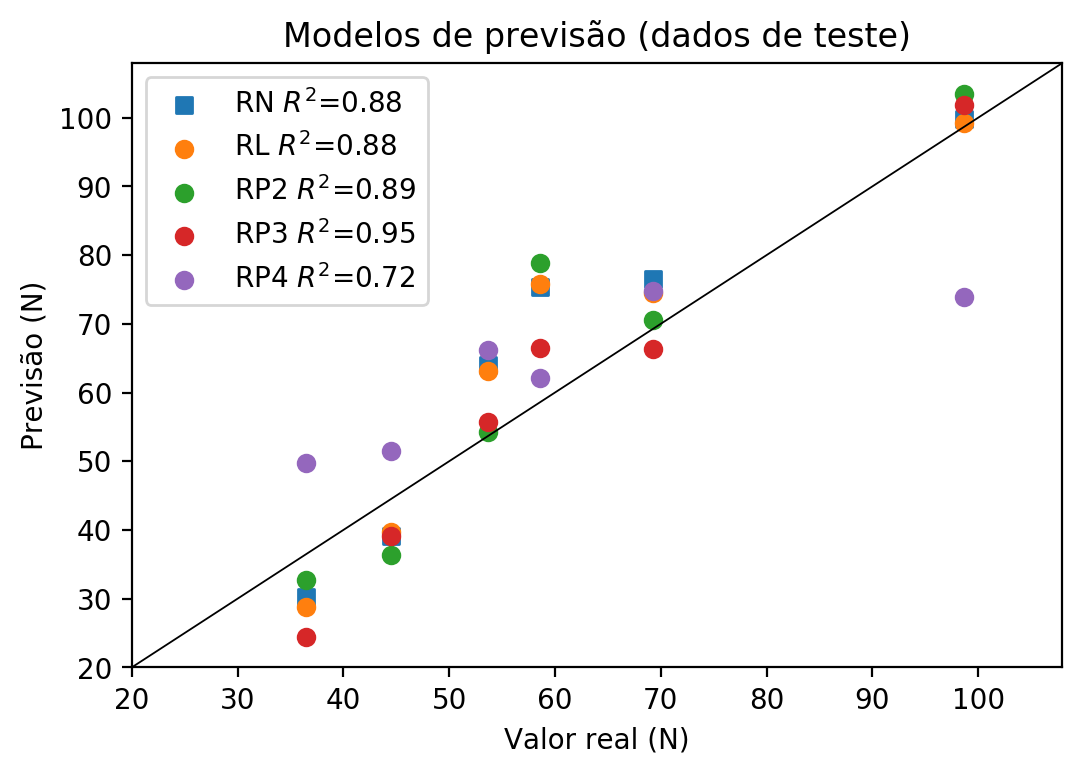 Modelos de previsão (dados de teste)
RN R²=0.88
RL R²=0.88
RP2 R²=0.89
RP3 R²=0.95
RP4 R²=0.72
100
90
80
70
60
50
40
30
20
Previsão (N)
20 30 40 50 60 70 80 90 100
Valor real (N)